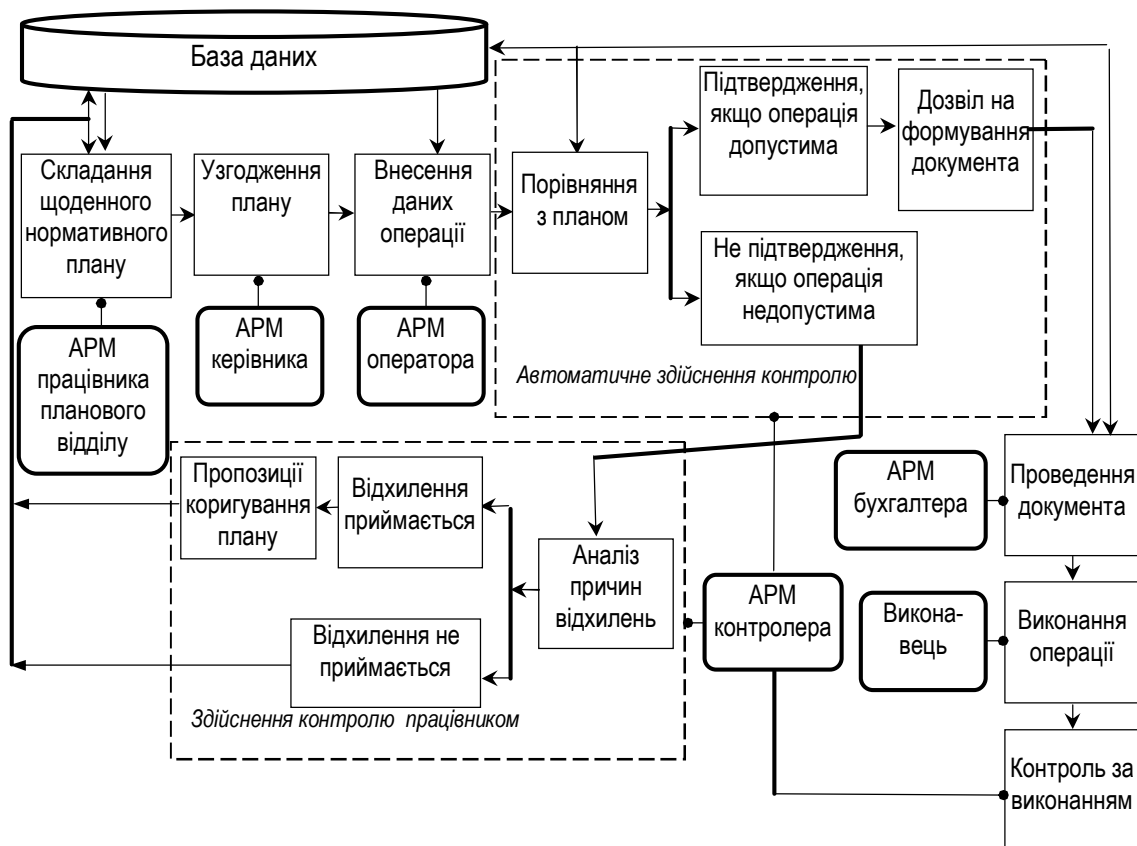 База даних
Складання
щоденного
нормативного
плану
Узгодження
плану
Внесення
даних
операції
Порівняння
з планом
Підтвердження,
якщо операція
допустима
Дозвіл на
формування
документа
Не підтвердження,
якщо операція
недопустима
Автоматичне здійснення контролю
АРМ
працівника
планового
відділу
АРМ
керівника
АРМ
оператора
Пропозиції
коригування
плану
Відхилення
приймається
Аналіз
причин
відхилень
Відхилення не
приймається
Здійснення контролю працівником
АРМ
контролера
АРМ
бухгалтера
Проведення
документа
Викона-
вець
Виконання
операції
Контроль за
виконанням